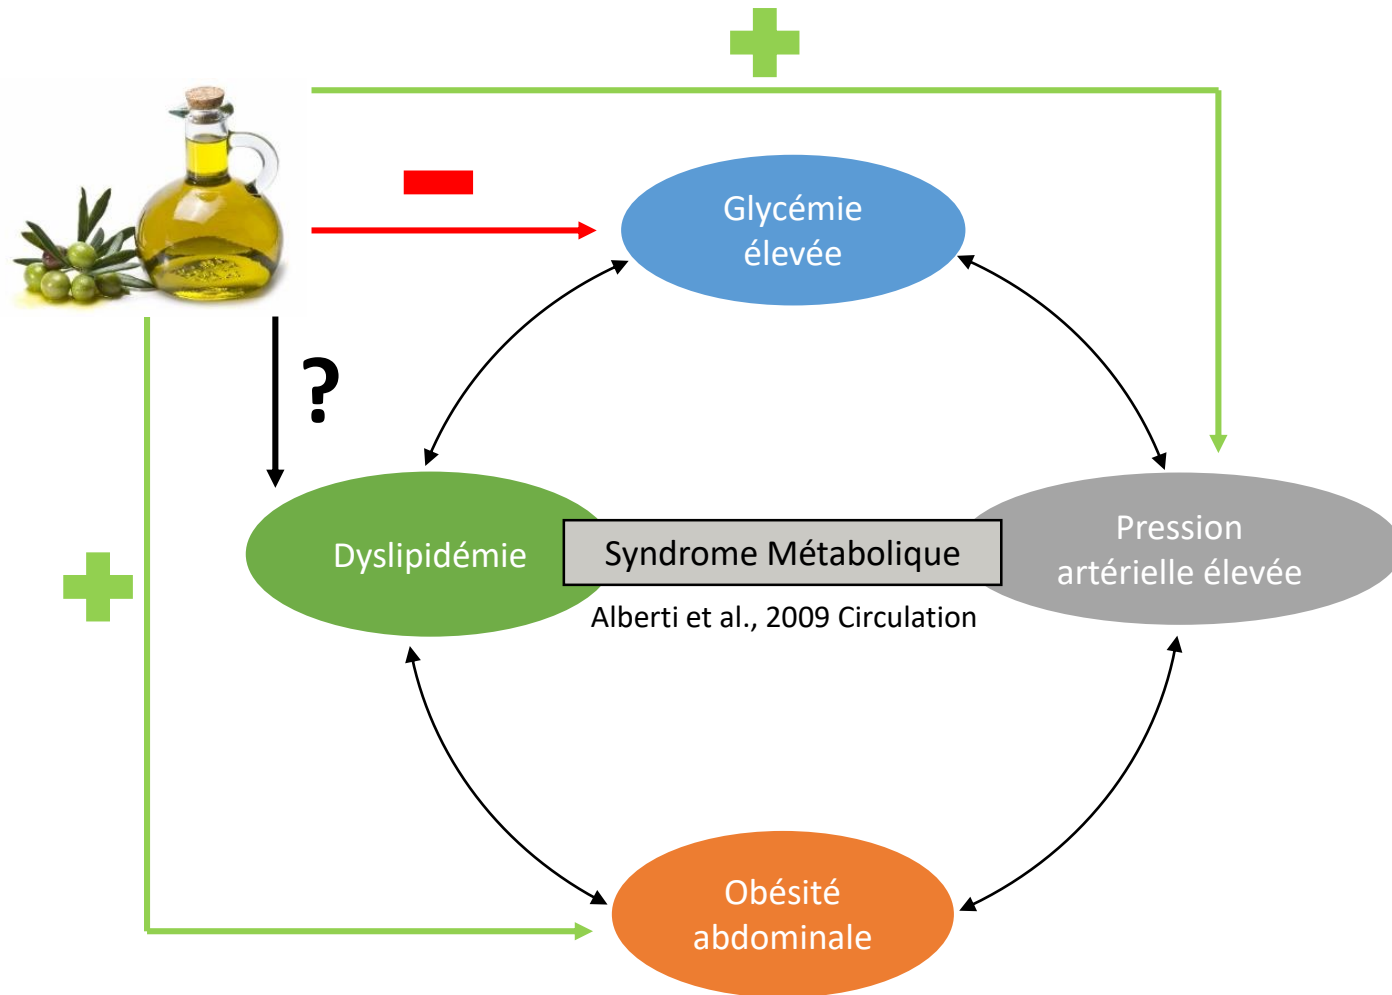 Glycémie
élevée
?
Dyslipidémie
Syndrome Métabolique
Pression
artérielle élevée
Alberti et al., 2009 Circulation
Obésité
abdominale